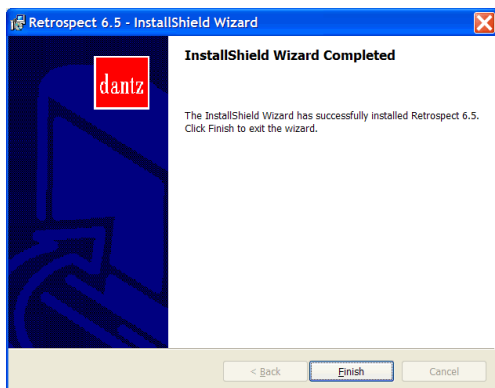 Retrospect 6.5 - InstallShield Wizard
InstallShield Wizard Completed
dantz
The InstallShield Wizard has successfully installed Retrospect 6.5.
Click Finish to exit the wizard.
< Back
Finish
Cancel